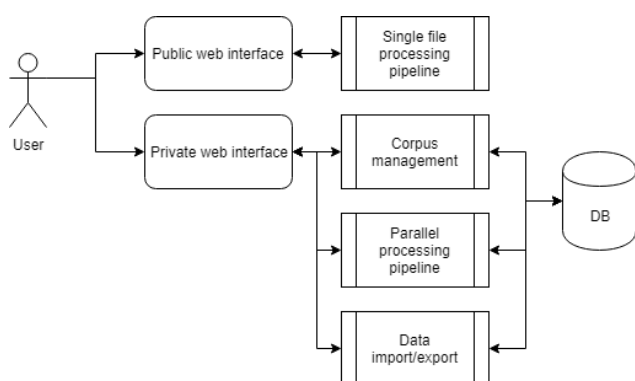 Public web interface
Single file
processing
pipeline
User
Private web interface
Corpus
management
DB
Parallel
processing
pipeline
Data
import/export